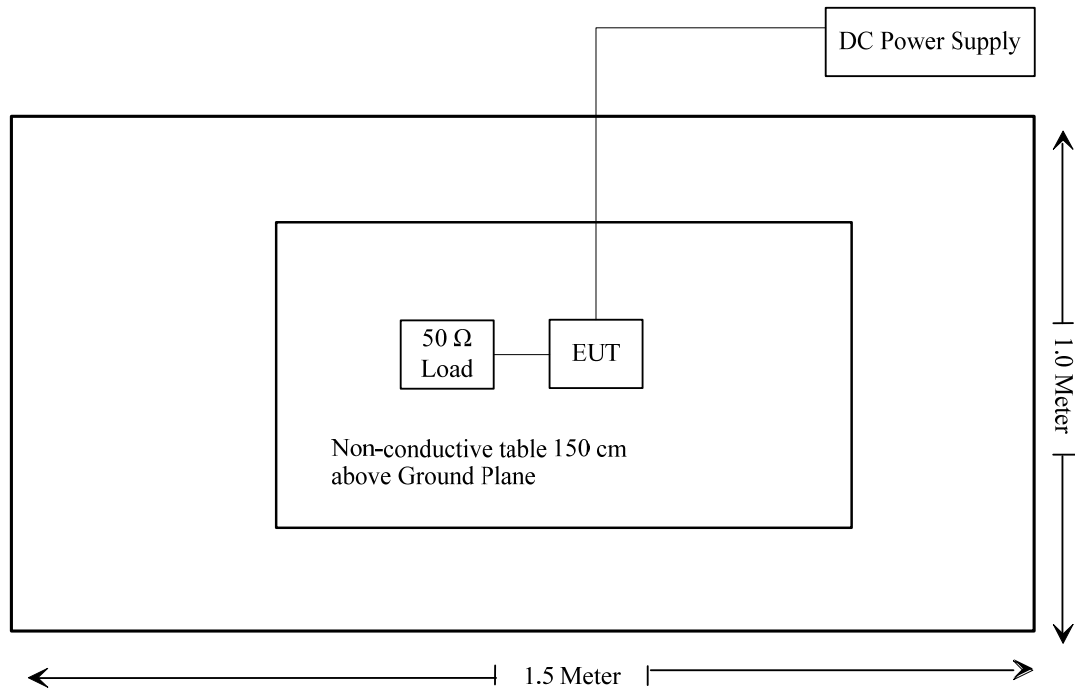 DC Power Supply
50 Ω
Load
EUT
Non-conductive table 150 cm
above Ground Plane
1.0 Meter
1.5 Meter